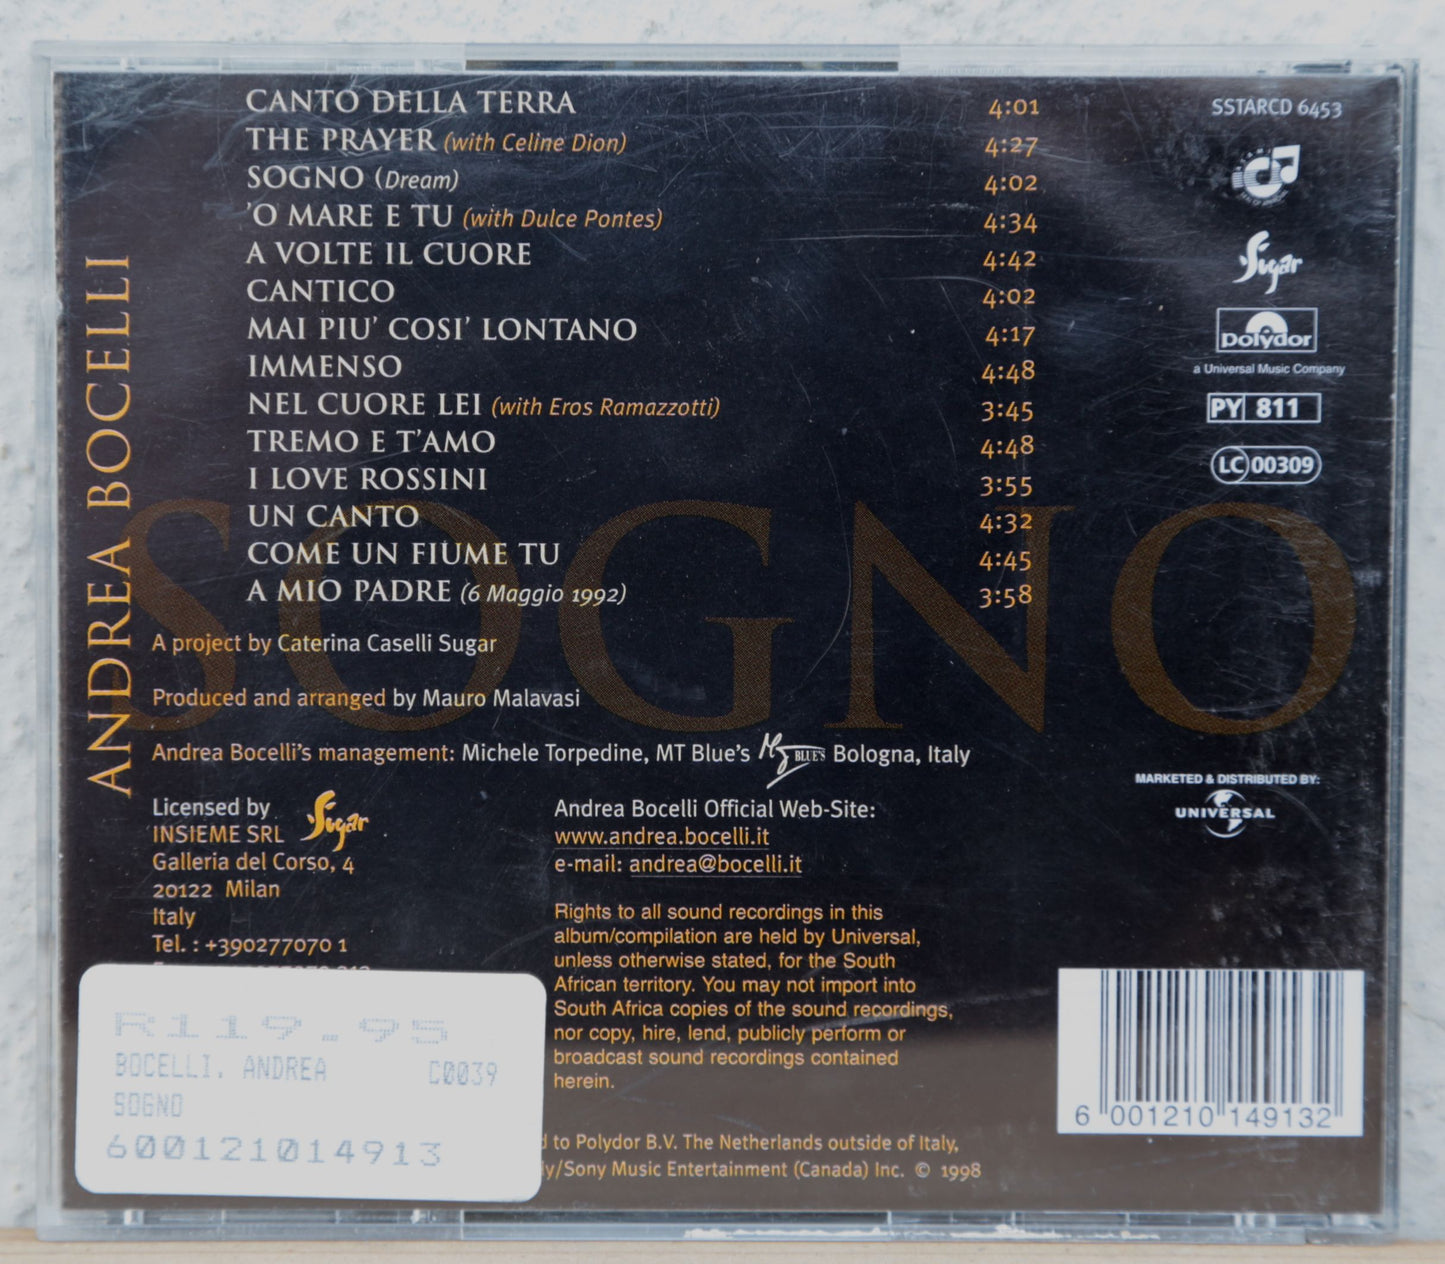 CANTO DELLA TERRA 4:01
THE PRAYER (with Celine Dion) 4:27
SOGNO (Dream) 4:02
'O MARE E TU (with Dulce Pontes) 4:34
A VOLTE IL CUORE 4:42
CANTICO 4:02
MAI PIU' COSI' LONTANO 4:17
IMMENSO 4:48
NEL CUORE LEI (with Eros Ramazzotti) 3:45
TREMO E T'AMO 4:48
I LOVE ROSSINI 3:55
UN CANTO 4:32
COME UN FIUME TU 4:45
A MIO PADRE (6 Maggio 1992) 3:58
ANDREA BOCELLI
SOGNO
SSTARCD 6453
Sugar
polydor
a Universal Music Company
PY 811
LC 00309
A project by Caterina Caselli Sugar
Produced and arranged by Mauro Malavasi
Andrea Bocelli's management: Michele Torpedine, MT Blue's BLUE'S Bologna, Italy
Licensed by Sugar
INSIEME SRL
Galleria del Corso, 4
20122 Milan
Italy
Tel. : +390277070 1
Andrea Bocelli Official Web-Site:
www.andrea.bocelli.it
e-mail: andrea@bocelli.it
Rights to all sound recordings in this
album/compilation are held by Universal,
unless otherwise stated, for the South
African territory. You may not import into
South Africa copies of the sound recordings,
nor copy, hire, lend, publicly perform or
broadcast sound recordings contained
herein.
MARKETED & DISTRIBUTED BY:
UNIVERSAL
6 001210 149132
R119.95
BOCELLI. ANDREA C0039
SOGNO
600121014913
to Polydor B.V. The Netherlands outside of Italy,
/Sony Music Entertainment (Canada) Inc. © 1998